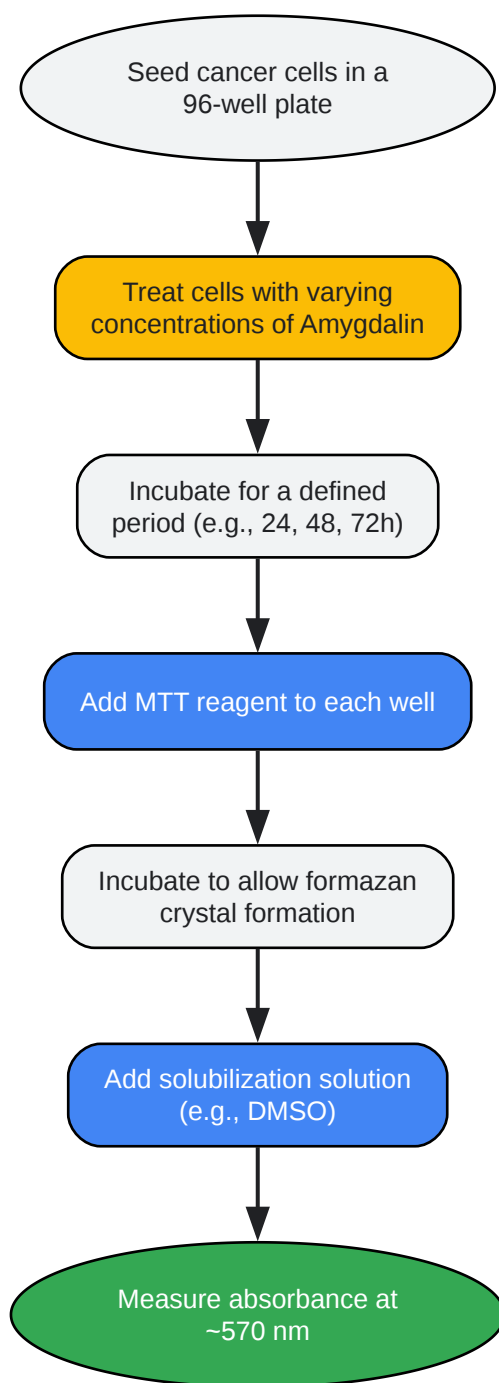 Seed cancer cells in a
96-well plate
Treat cells with varying
concentrations of Amygdalin
Incubate for a defined
period (e.g., 24, 48, 72h)
Add MTT reagent to each well
Incubate to allow formazan
crystal formation
Add solubilization solution
(e.g., DMSO)
Measure absorbance at
~570 nm